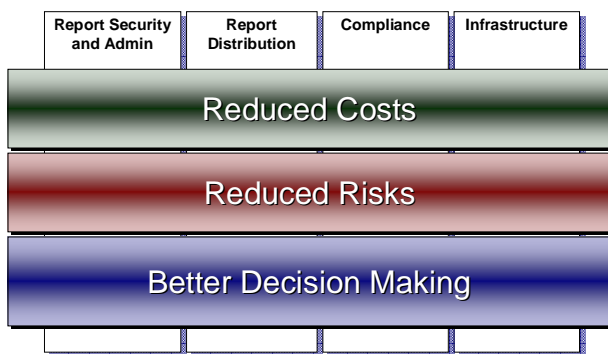 Report Security
and Admin
Report
Distribution
Compliance
Infrastructure
Reduced Costs
Reduced Risks
Better Decision Making